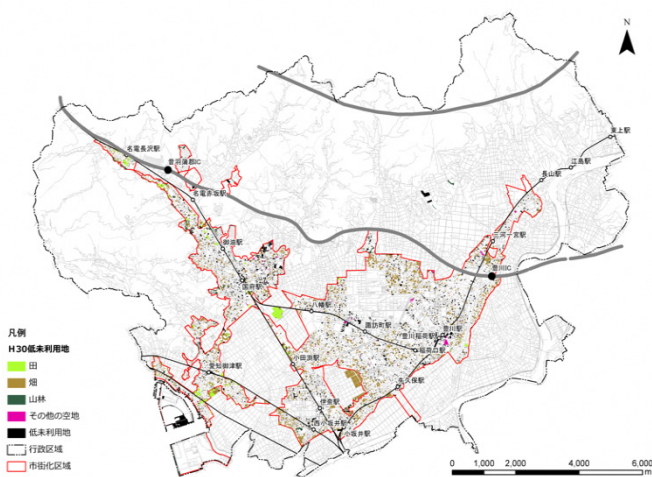 N
東上駅
江島駅
長山駅
名電長沢駅
音羽蒲郡IC
名電赤坂駅
三河一宮駅
御油駅
豊川IC
国府駅
八幡駅
諏訪町駅
豊川駅
豊川稲荷駅
稲荷口駅
小田渕駅
愛知御津駅
牛久保駅
伊奈駅
西小坂井駅
小坂井駅
凡例
H30低未利用地
田
畑
山林
その他の空地
低未利用地
行政区域
市街化区域
0 1,000 2,000 4,000 6,000
m